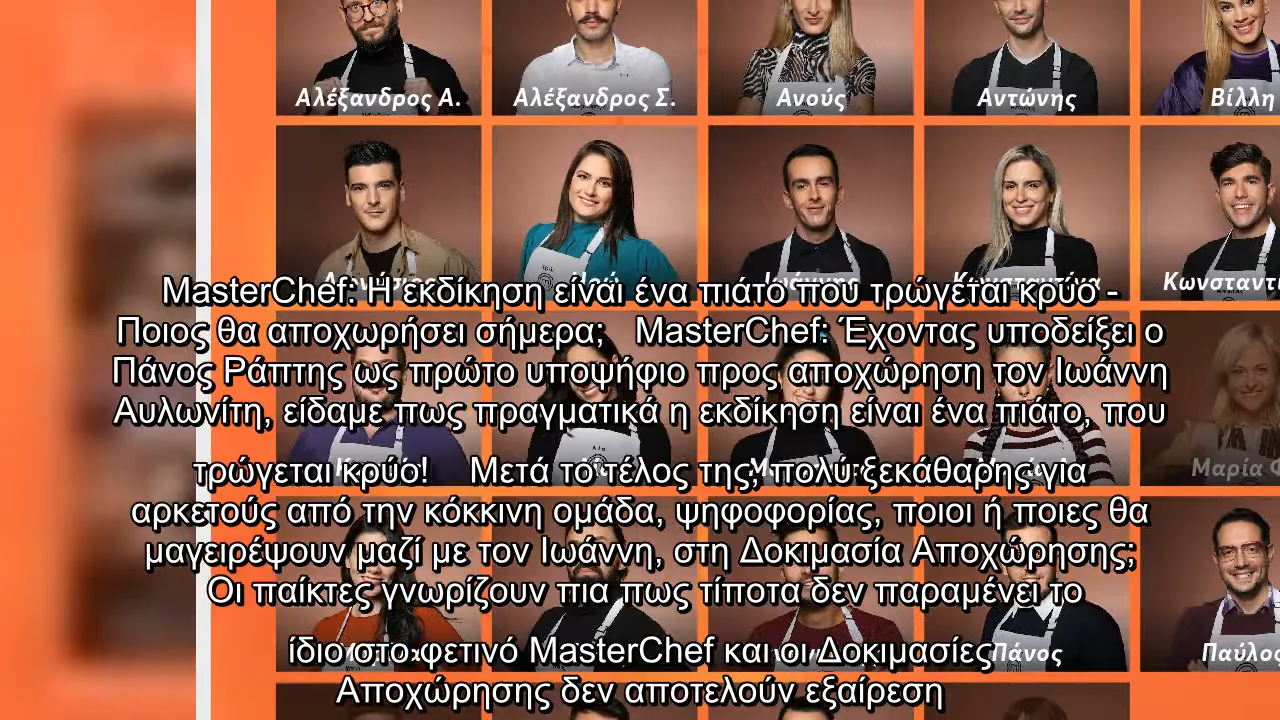 Αλέξανδρος Α.
Αλέξανδρος Σ.
Ανούς
Αντώνης
Βίλλη
MasterChef: Η εκδίκηση είναι ένα πιάτο που τρώγεται κρύο -
Ποιος θα αποχωρήσει σήμερα;   MasterChef: Έχοντας υποδείξει ο
Πάνος Ράπτης ως πρώτο υποψήφιο προς αποχώρηση τον Ιωάννη
Αυλωνίτη, είδαμε πως πραγματικά η εκδίκηση είναι ένα πιάτο, που
τρώγεται κρύο!    Μετά το τέλος της, πολύ ξεκάθαρης για
αρκετούς από την κόκκινη ομάδα, ψηφοφορίας, ποιοι ή ποιες θα
μαγειρέψουν μαζί με τον Ιωάννη, στη Δοκιμασία Αποχώρησης;
Οι παίκτες γνωρίζουν πια πως τίποτα δεν παραμένει το
ίδιο στο φετινό MasterChef και οι Δοκιμασίες
Αποχώρησης δεν αποτελούν εξαίρεση
Μαρία
Πάνος
Παύλος